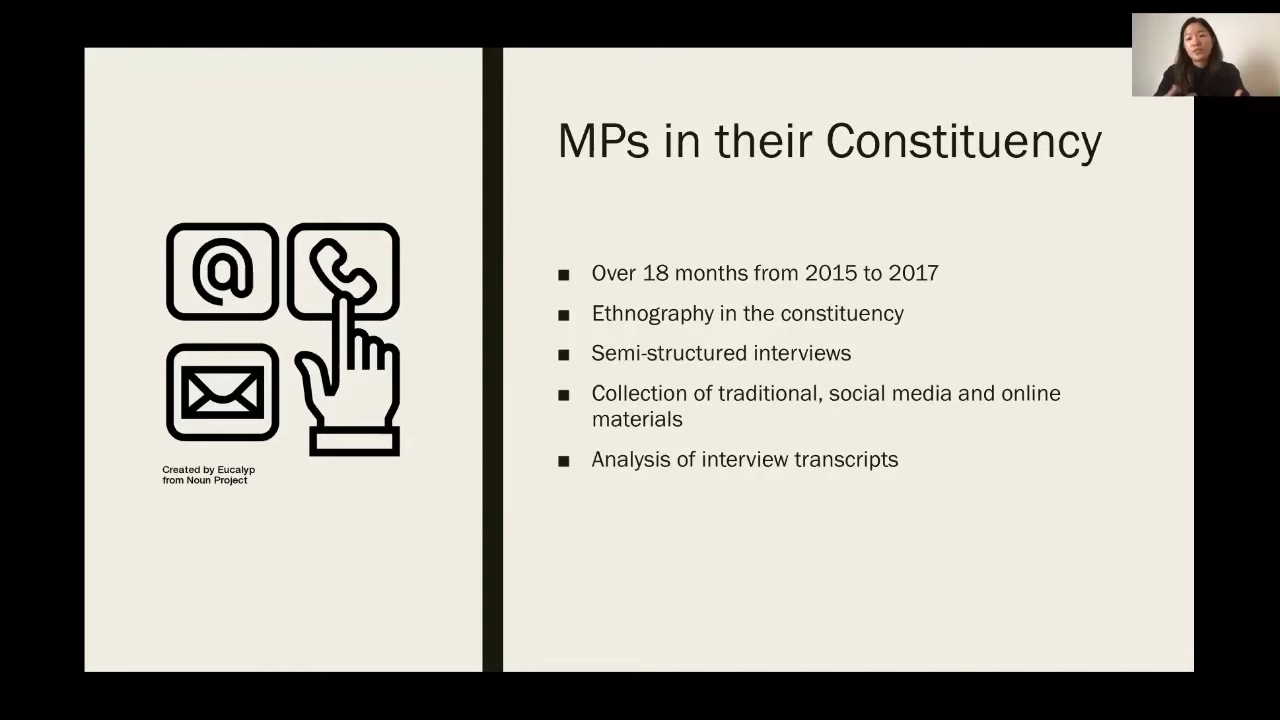 MPs in their Constituency
■ Over 18 months from 2015 to 2017
■ Ethnography in the constituency
■ Semi-structured interviews
■ Collection of traditional, social media and online
materials
■ Analysis of interview transcripts
@
Created by Eucalyp
from Noun Project